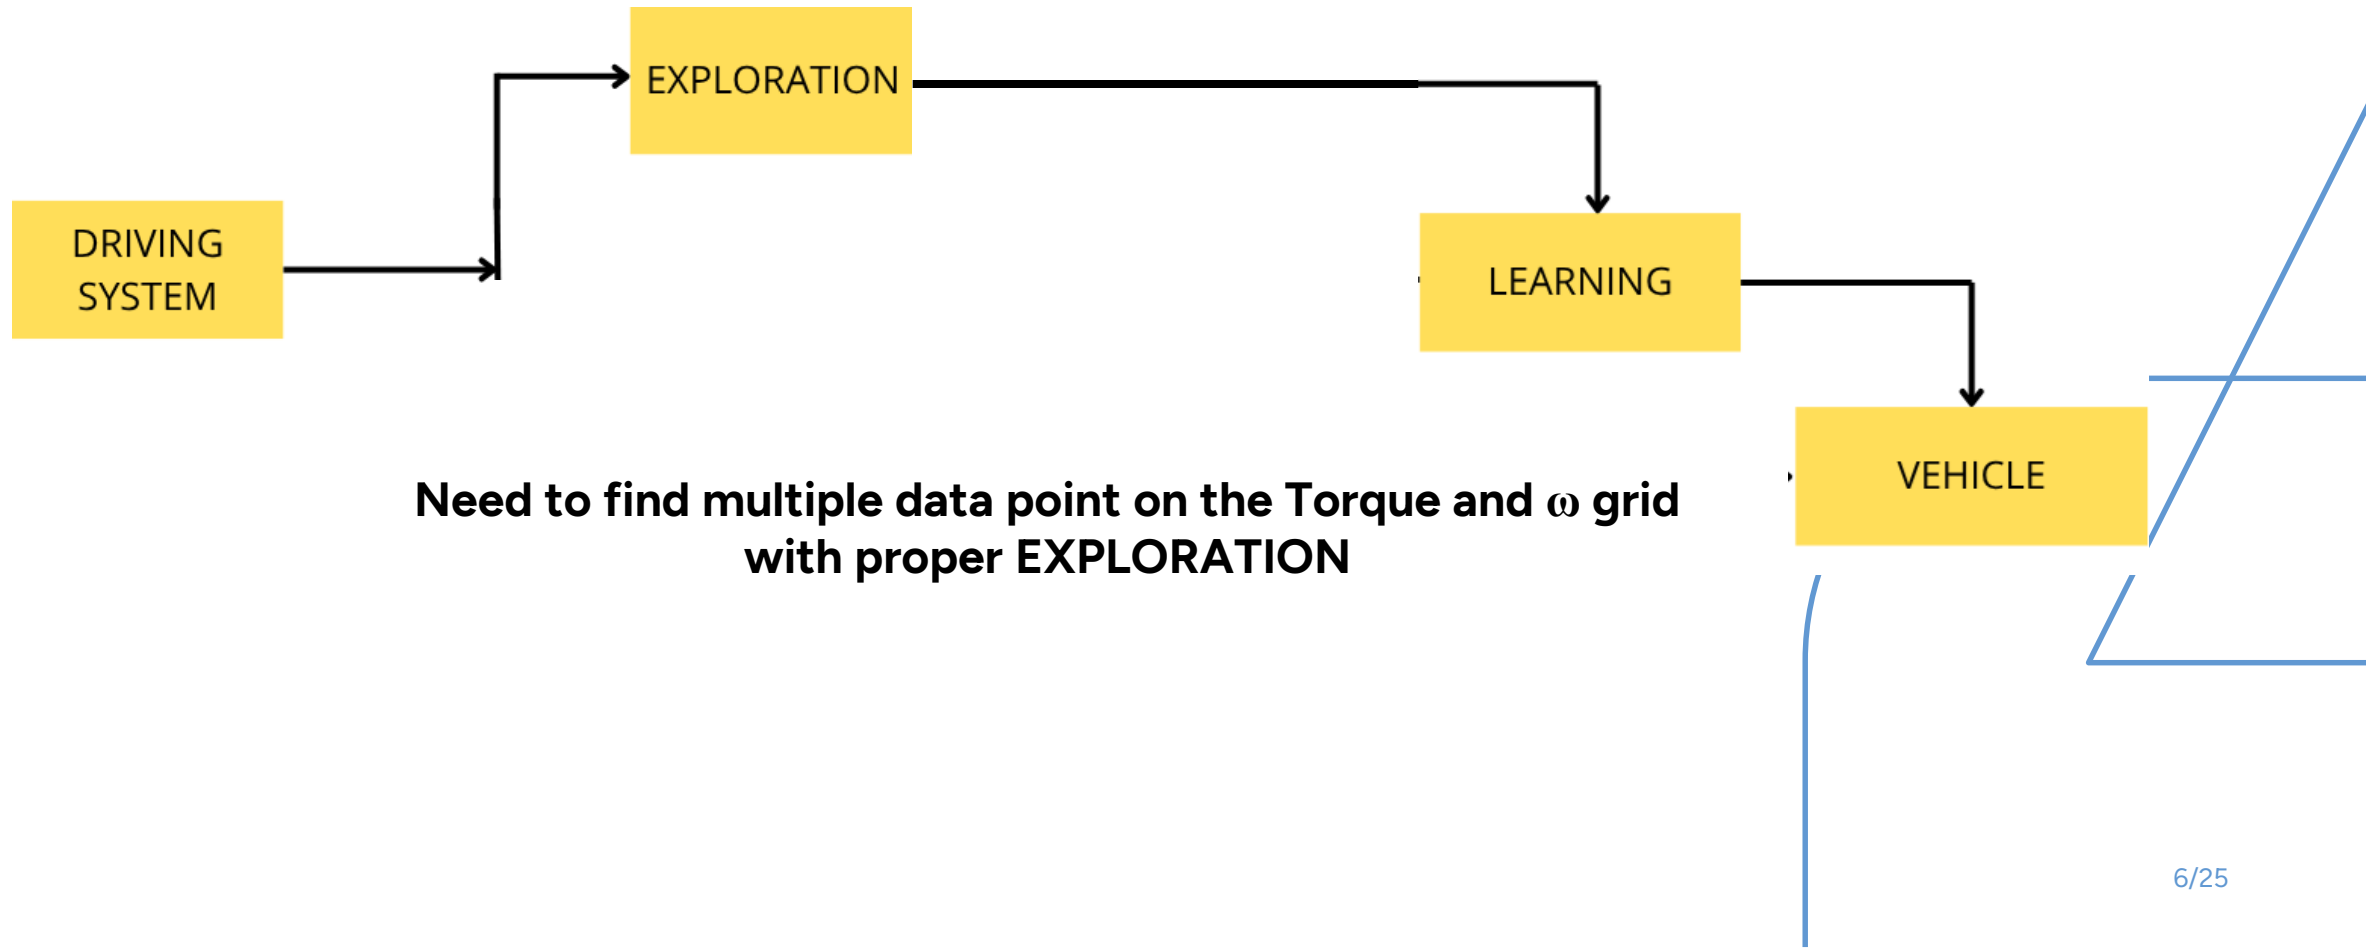 EXPLORATION
DRIVING
SYSTEM
LEARNING
VEHICLE
Need to find multiple data point on the Torque and ω grid
with proper EXPLORATION
6/25